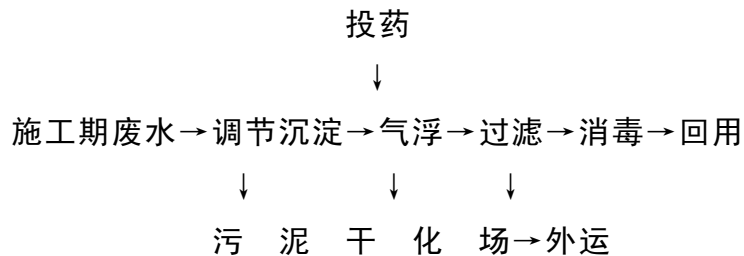 投药
↓
施工期废水→调节沉淀→气浮→过滤→消毒→回用
↓ ↓ ↓
污泥干化场→外运